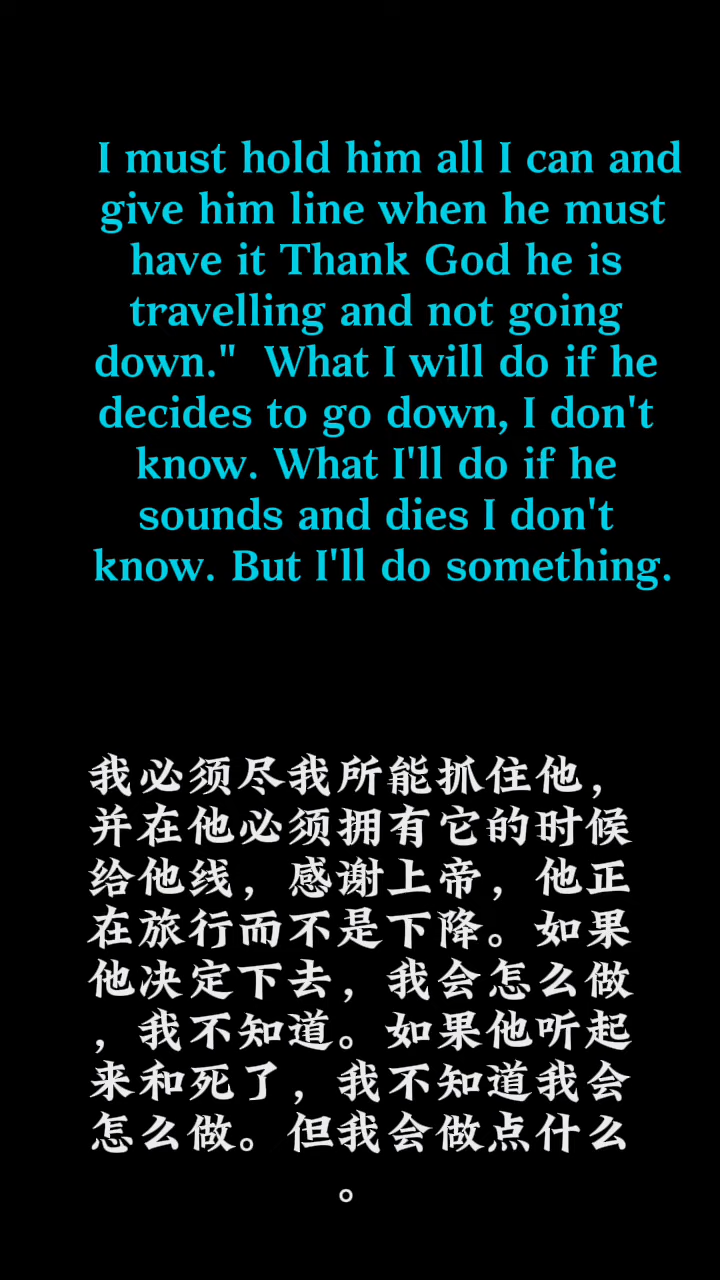 I must hold him all I can and
give him line when he must
have it Thank God he is
travelling and not going
down."  What I will do if he
decides to go down, I don't
know. What I'll do if he
sounds and dies I don't
know. But I'll do something.
我必须尽我所能抓住他，
并在他必须拥有它的时候
给他线，感谢上帝，他正
在旅行而不是下降。如果
他决定下去，我会怎么做
，我不知道。如果他听起
来和死了，我不知道我会
怎么做。但我会做点什么
。